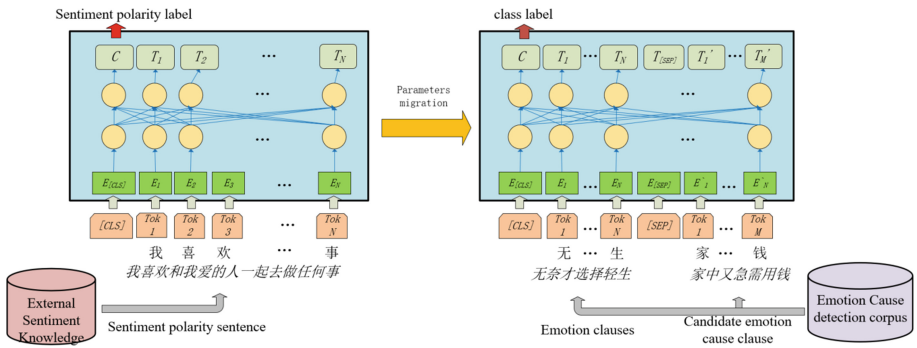 Sentiment polarity label
class label
C T1 T2 ... TN
C T1 ... TN T[SEP] T1' ... TM'
Parameters
migration
E[CLS] E1 E2 E3 ... EN
E[CLS] E1 ... EN E[SEP] E`1 ... E`N
[CLS] Tok 1 Tok 2 Tok 3 ... Tok N
[CLS] Tok 1 ... Tok N [SEP] Tok 1 ... Tok M
我 喜 欢 ... 事
无 ... 生 家 ... 钱
我喜欢和我爱的人一起去做任何事
无奈才选择轻生 家中又急需用钱
External
Sentiment
Knowledge
Sentiment polarity sentence
Emotion clauses
Candidate emotion
cause clause
Emotion Cause
detection corpus